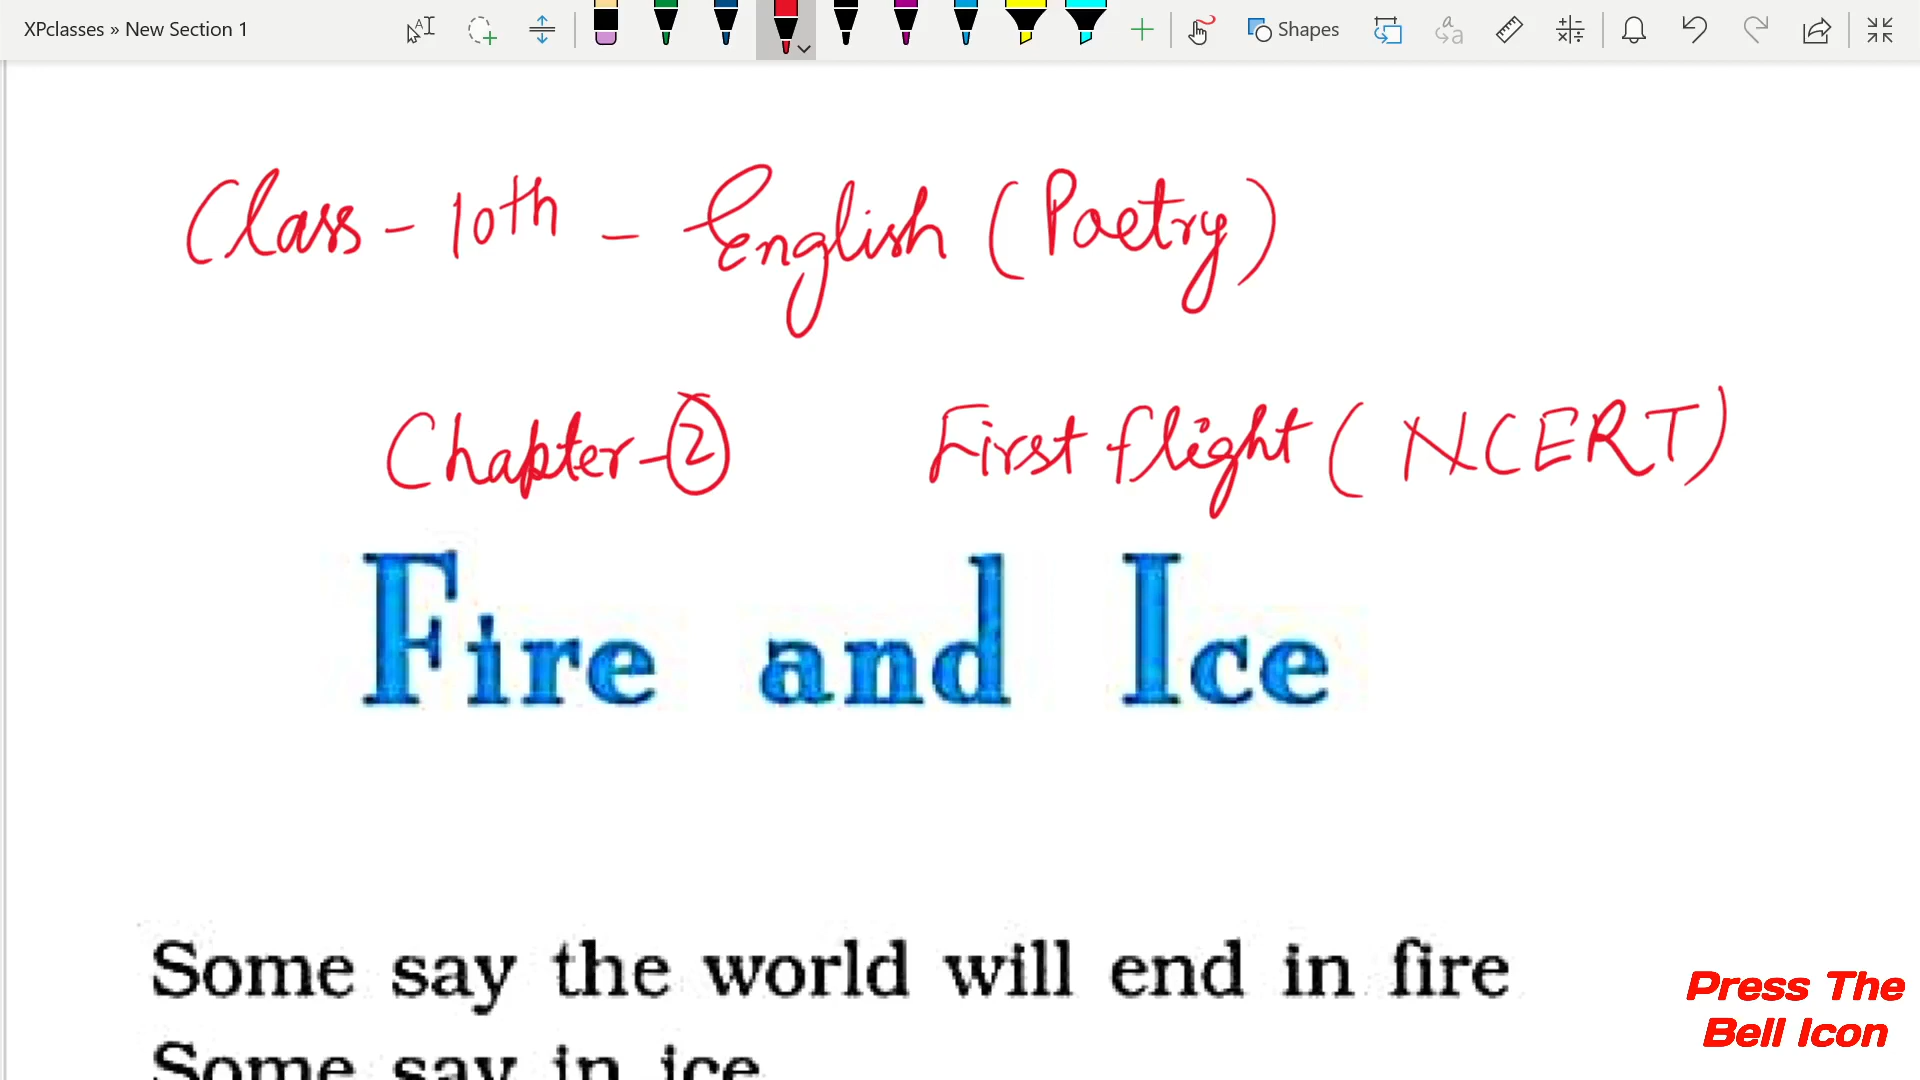 XPclasses » New Section 1
Shapes
Class - 10th - English (Poetry)
Chapter - 2 First flight (NCERT)
Fire and Ice
Some say the world will end in fire
Some say in ice
Press The
Bell Icon